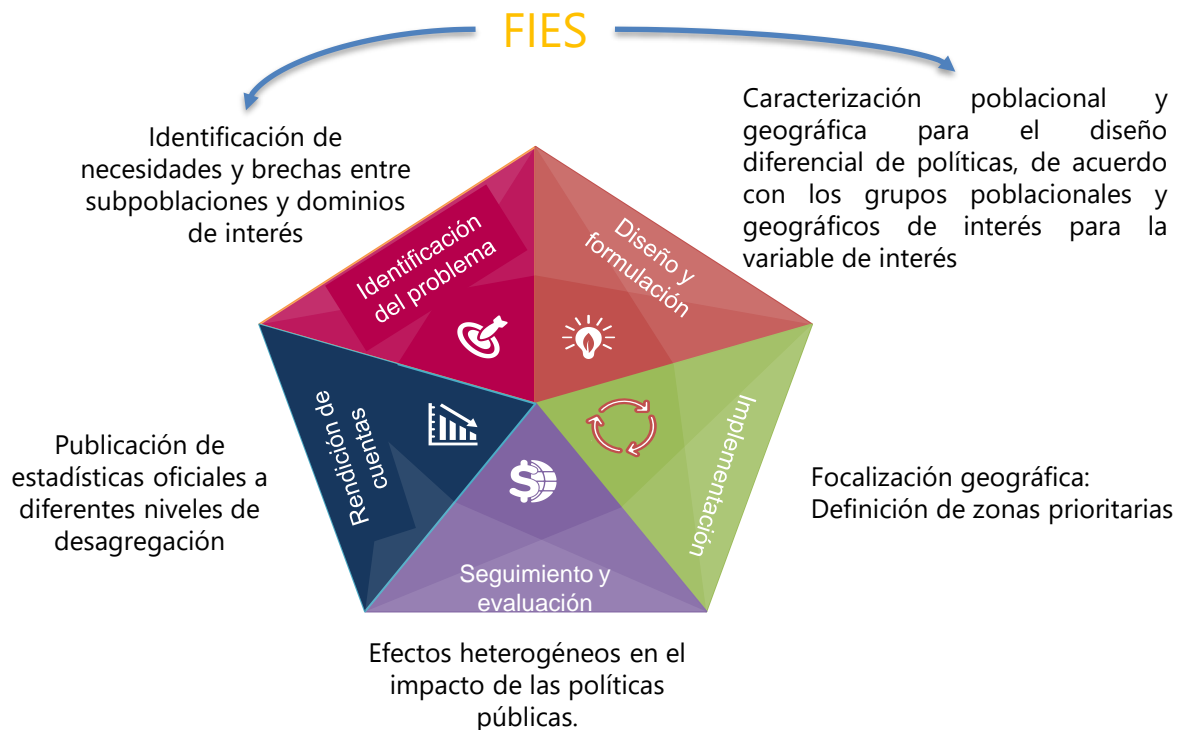 FIES
Identificación de
necesidades y brechas entre
subpoblaciones y dominios
de interés
Caracterización poblacional y
geográfica para el diseño
diferencial de políticas, de acuerdo
con los grupos poblacionales y
geográficos de interés para la
variable de interés
Identificación
del problema
Diseño y
formulación
Implementación
Rendición de
cuentas
Seguimiento y
evaluación
Publicación de
estadísticas oficiales a
diferentes niveles de
desagregación
Focalización geográfica:
Definición de zonas prioritarias
Efectos heterogéneos en el
impacto de las políticas
públicas.